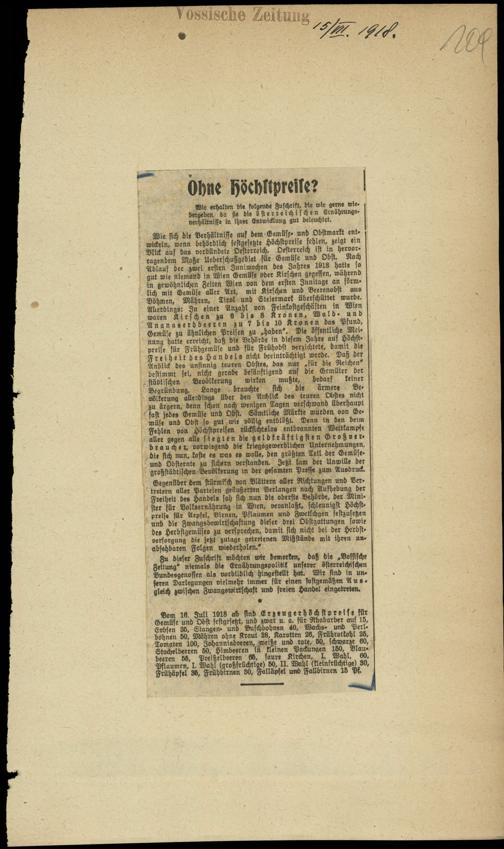 Vossische Zeitung
15/VII. 1918.
Ohne Höchstpreise?
Wir erhalten die folgende Zuschrift, die wir gerne wie-
dergeben, da sie die österreichischen Ernährungs-
verhältnisse in ihrer Entwicklung gut beleuchtet.
Wie sich die Verhältnisse auf dem Gemüse- und Obstmarkt ent-
wickeln, wenn behördlich festgesetzte Höchstpreise fehlen, zeigt ein
Blick auf das verbündete Oesterreich. Oesterreich ist in hervor-
ragendem Maße Ueberschußgebiet für Gemüse und Obst. Nach
Ablauf der zwei ersten Juniwochen des Jahres 1918 hatte so
gut wie niemand in Wien Gemüse oder Kirschen gegessen, während
in gewöhnlichen Zeiten Wien von dem ersten Junitage an förm-
lich mit Gemüse aller Art, mit Kirschen und Beerenobst aus
Böhmen, Mähren, Tirol und Steiermark überschüttet wurde.
Allerdings: In einer Anzahl von Feinkostgeschäften in Wien
waren Kirschen zu 6 bis 8 Kronen, Wald- und
Ananaserdbeeren zu 7 bis 10 Kronen das Pfund,
Gemüse zu ähnlichen Preisen zu „haben“. Die öffentliche Mei-
nung hatte erreicht, daß die Behörde in diesem Jahre auf Höchst-
preise für Frühgemüse und für Frühobst verzichtete, damit die
Freiheit des Handels nicht beeinträchtigt werde. Daß der
Anblick des unsinnig teuren Obstes, das nur „für die Reichen“
bestimmt sei, nicht gerade besänftigend auf die Gemüter der
städtischen Bevölkerung wirken mußte, bedarf keiner
Begründung. Lange brauchte sich die ärmere Be-
völkerung allerdings über den Anblick des teuren Obstes nicht
zu ärgern, denn schon nach wenigen Tagen verschwand überhaupt
fast jedes Gemüse und Obst. Sämtliche Märkte wurden von Ge-
müse und Obst so gut wie völlig entblößt. Denn in dem beim
Fehlen von Höchstpreisen rücksichtslos entbrannten Wettkampfe
aller gegen alle siegten die geldkräftigsten Großver-
braucher, vorwiegend die kriegsgewerblichen Unternehmungen,
die sich nun, koste es was es wolle, den größten Teil der Gemüse-
und Obsternte zu sichern verstanden. Jetzt kam der Unwille der
großstädtischen Bevölkerung in der gesamten Presse zum Ausdruck.
Gegenüber dem stürmisch von Blättern aller Richtungen und Ver-
tretern aller Parteien geäußerten Verlangen nach Aufhebung der
Freiheit des Handels sah sich nun die oberste Behörde, der Mini-
ster für Volksernährung in Wien, veranlaßt, schleunigst Höchst-
preise für Aepfel, Birnen, Pflaumen und Zwetschgen festzusetzen
und die Zwangsbewirtschaftung dieser drei Obstgattungen sowie
des Herbstgemüses zu versprechen, damit sich nicht bei der Herbst-
versorgung die jetzt zutage getretenen Mißstände mit ihren un-
absehbaren Folgen wiederholen.“
Zu dieser Zuschrift möchten wir bemerken, daß die „Vossische
Zeitung“ niemals die Ernährungspolitik unserer österreichischen
Bundesgenossen als vorbildlich hingestellt hat. Wir sind in un-
seren Darlegungen vielmehr immer für einen sachgemäßen Aus-
gleich zwischen Zwangswirtschaft und freien Handel eingetreten.
*
Vom 16. Juli 1918 ab sind Erzeugerhöchstpreise für
Gemüse und Obst festgesetzt, und zwar u. a. für Rhabarber auf 15,
Erbsen 35, Stangen- und Buschbohnen 40, Wachs- und Perl-
bohnen 50, Möhren ohne Kraut 28, Karotten 26, Frühkohl 25,
Tomaten 100, Johannisbeeren, weiße und rote, 50, schwarze 60,
Stachelbeeren 50, Himbeeren in kleinen Packungen 150, Blau-
beeren 58, Preißelbeeren 65, saure Kirschen, I. Wahl, 60,
Pflaumen, I. Wahl (großfrüchtige) 50, II. Wahl (kleinfrüchtige) 30,
Frühäpfel 35, Frühbirnen 30, Falläpfel und Fallbirnen 15 Pf.